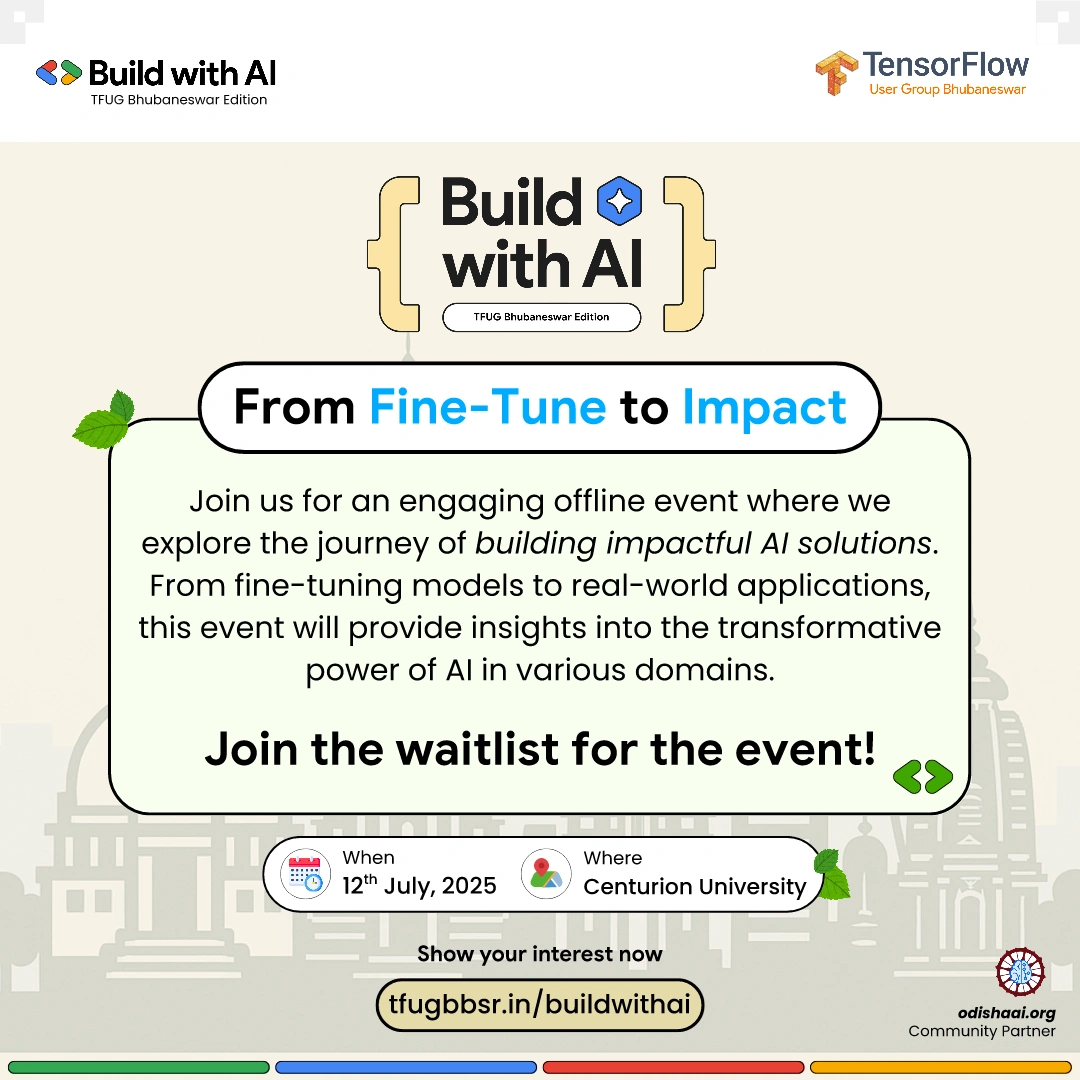 Build with AI
TFUG Bhubaneswar Edition
TensorFlow
User Group Bhubaneswar
Build
with AI
TFUG Bhubaneswar Edition
From Fine-Tune to Impact
Join us for an engaging offline event where we
explore the journey of building impactful AI solutions.
From fine-tuning models to real-world applications,
this event will provide insights into the transformative
power of AI in various domains.
Join the waitlist for the event!
When
12th July, 2025
Where
Centurion University
Show your interest now
tfugbbsr.in/buildwithai
odishaai.org
Community Partner